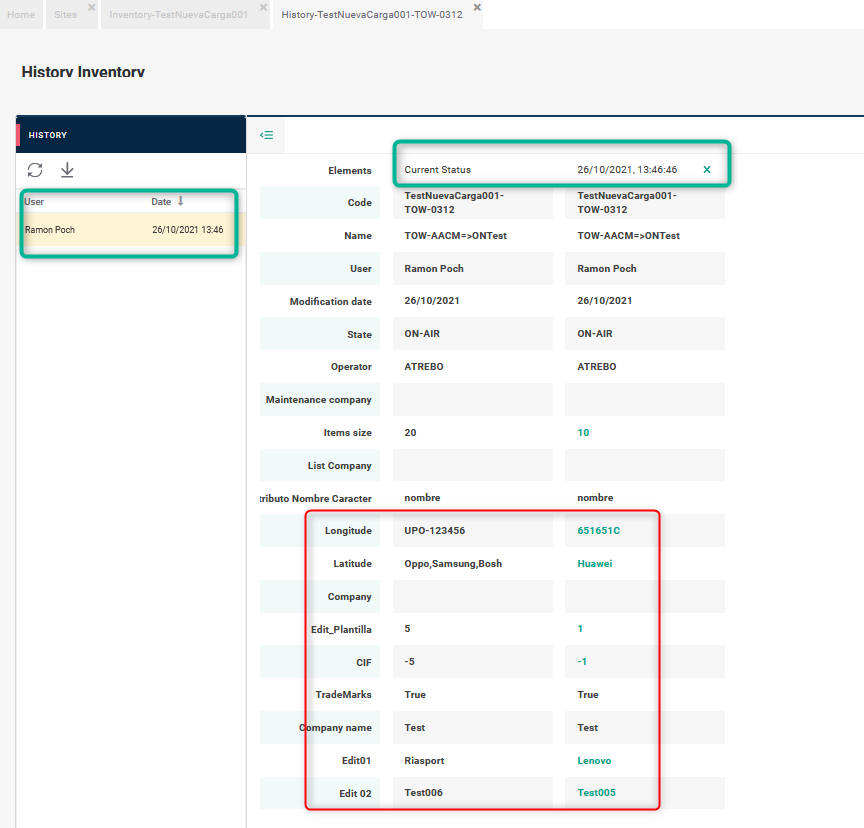 Home Sites Inventory-TestNuevaCarga001 History-TestNuevaCarga001-TOW-0312
History Inventory
HISTORY
User Date
Ramon Poch 26/10/2021 13:46
Elements Current Status 26/10/2021, 13:46:46
Code TestNuevaCarga001-TOW-0312 TestNuevaCarga001-TOW-0312
Name TOW-AACM=>ONTest TOW-AACM=>ONTest
User Ramon Poch Ramon Poch
Modification date 26/10/2021 26/10/2021
State ON-AIR ON-AIR
Operator ATREBO ATREBO
Maintenance company
Items size 20 10
List Company
tributo Nombre Caracter nombre nombre
Longitude UPO-123456 651651C
Latitude Oppo,Samsung,Bosh Huawei
Company
Edit_Plantilla 5 1
CIF -5 -1
TradeMarks True True
Company name Test Test
Edit01 Riasport Lenovo
Edit 02 Test006 Test005